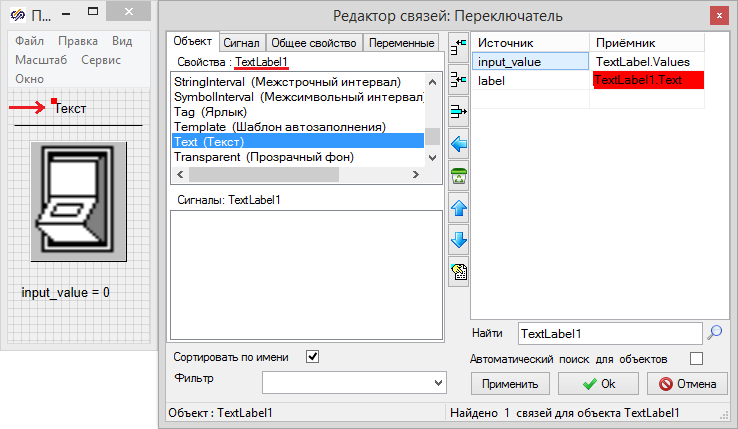 П...
Файл Правка Вид
Масштаб Сервис
Окно
Текст
input_value = 0
Редактор связей: Переключатель
Объект Сигнал Общее свойство Переменные
Свойства : TextLabel1
StringInterval (Межстрочный интервал)
SymbolInterval (Межсимвольный интервал)
Tag (Ярлык)
Template (Шаблон автозаполнения)
Text (Текст)
Transparent (Прозрачный фон)
Сигналы: TextLabel1
Сортировать по имени
Фильтр
Источник Приёмник
input_value TextLabel.Values
label TextLabel1.Text
Найти TextLabel1
Автоматический поиск для объектов
Применить Ok Отмена
Объект : TextLabel1 Найдено 1 связей для объекта TextLabel1